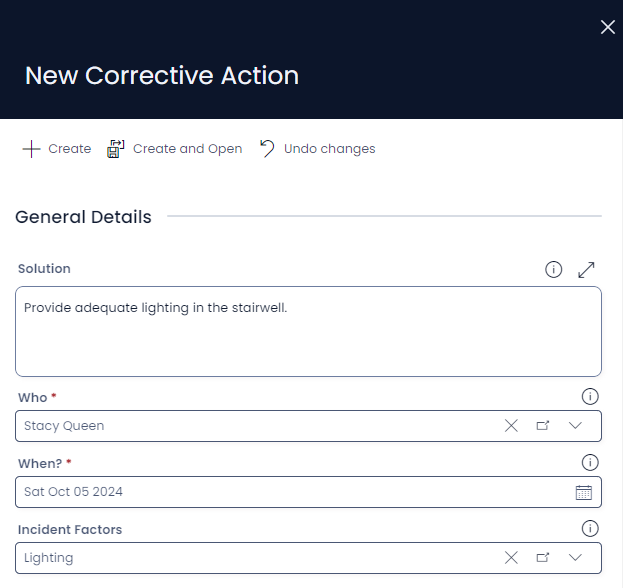 New Corrective Action
Create Create and Open Undo changes
General Details
Solution
Provide adequate lighting in the stairwell.
Who *
Stacy Queen
When? *
Sat Oct 05 2024
Incident Factors
Lighting